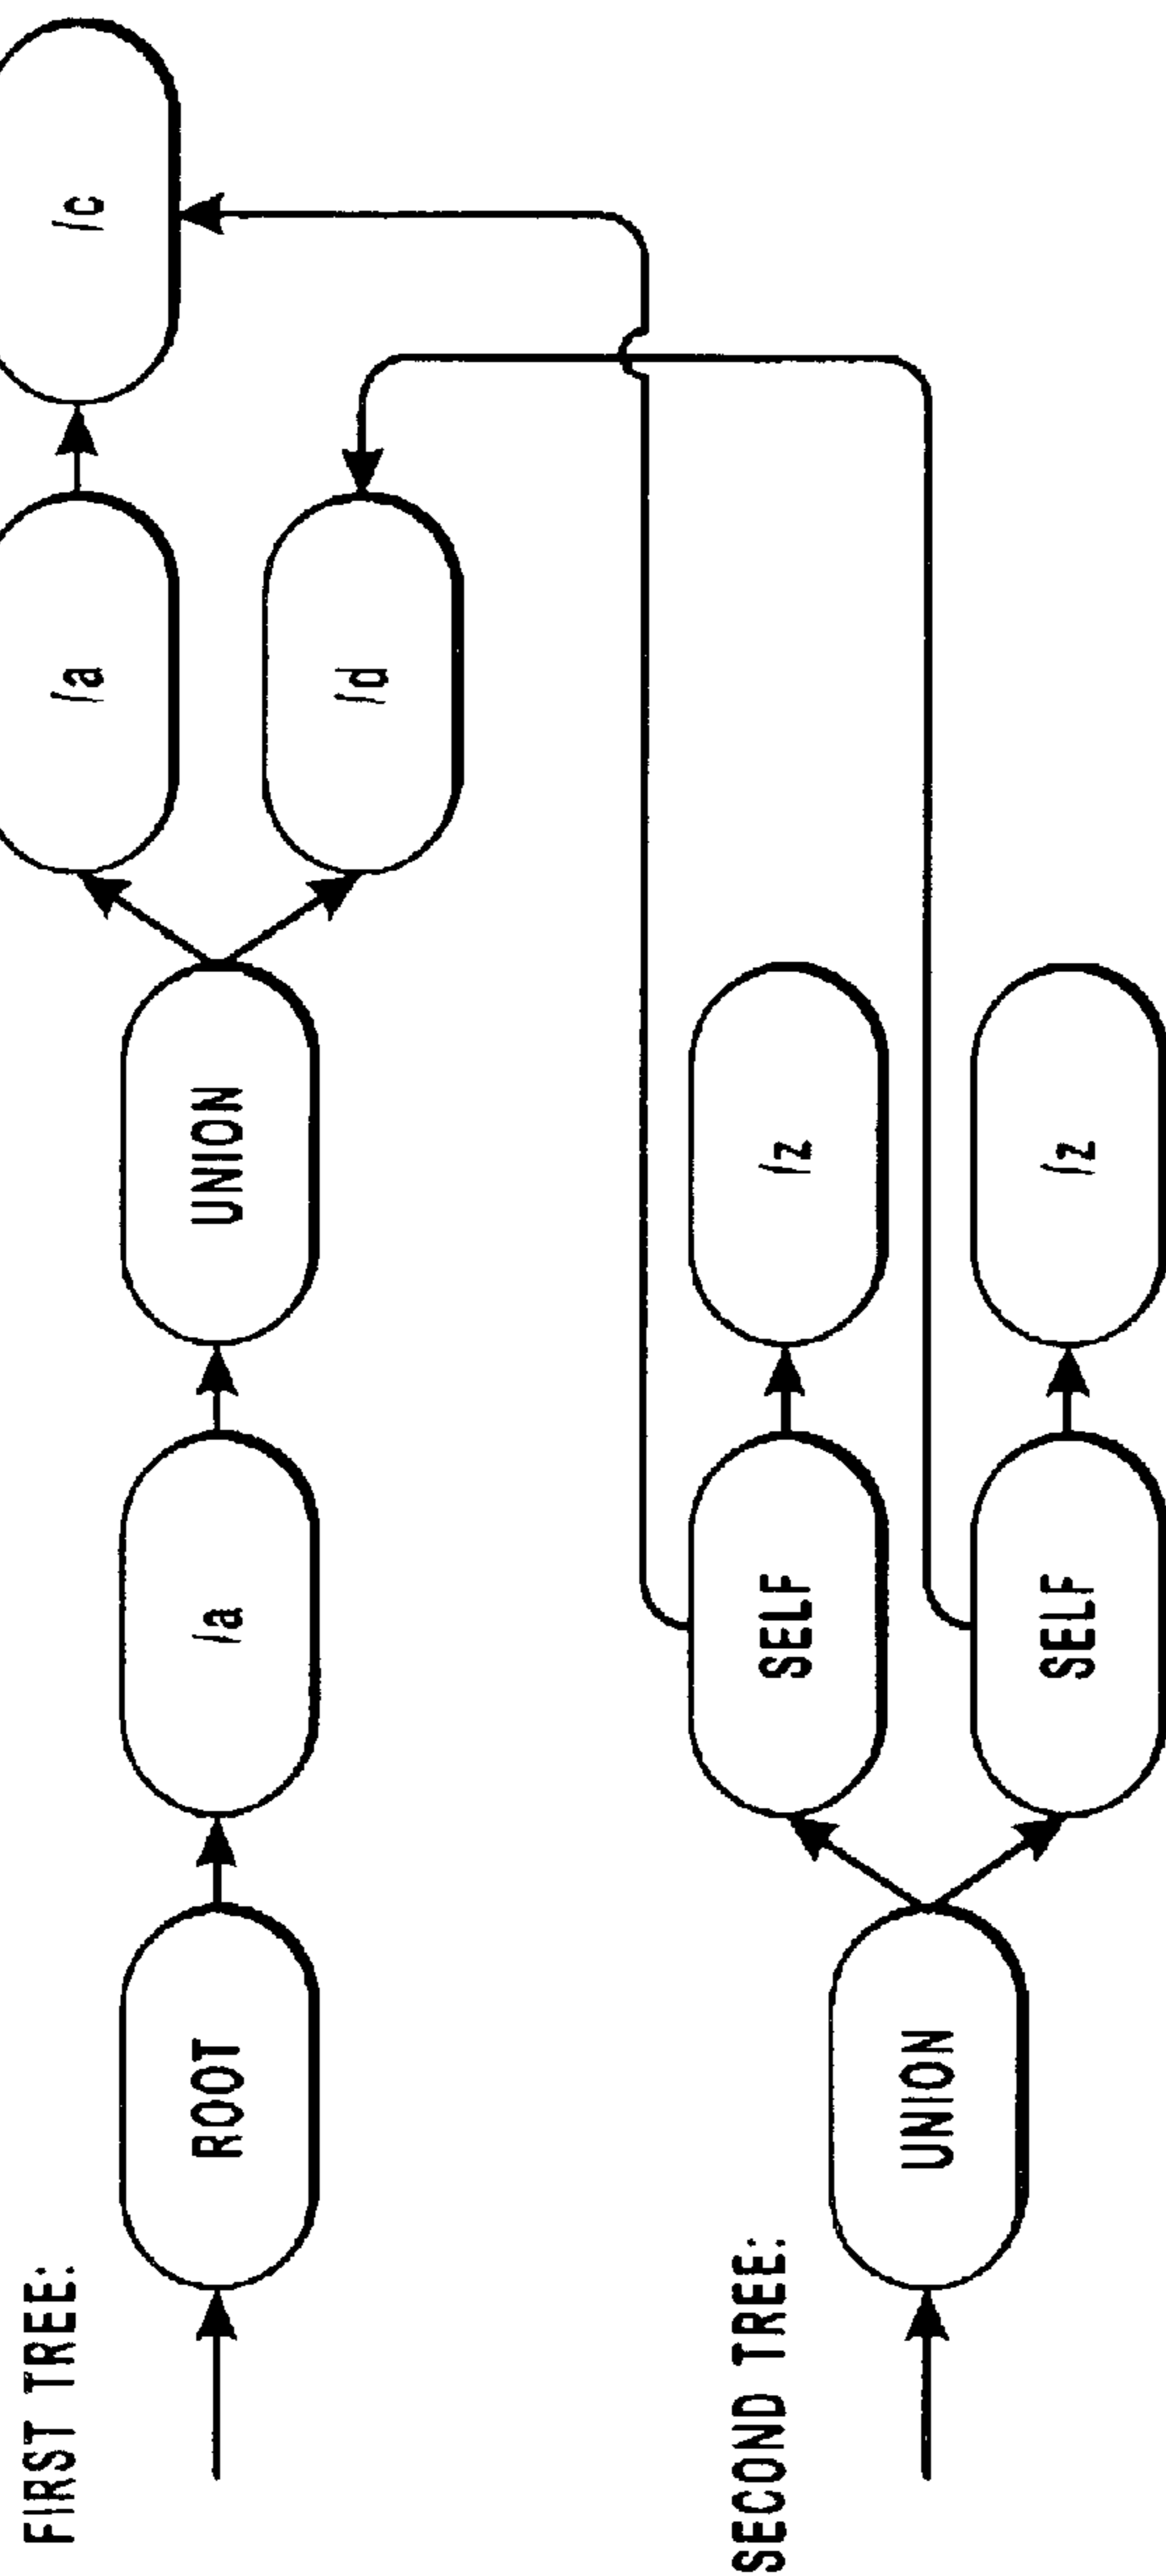 FIRST TREE:
ROOT
/a
UNION
/a
/c
/d
SECOND TREE:
UNION
SELF
/z
SELF
/z